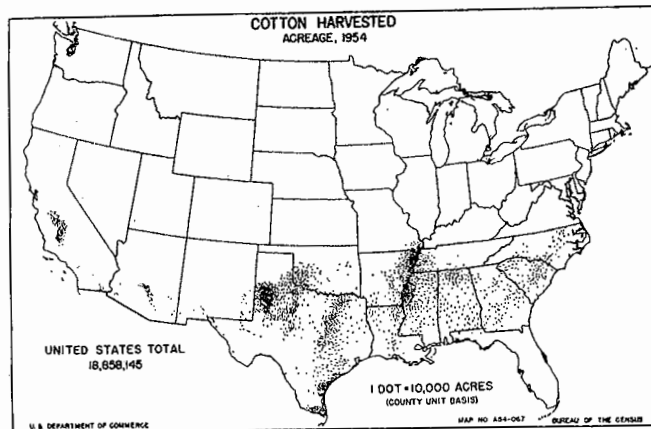 COTTON HARVESTED
ACREAGE, 1954
UNITED STATES TOTAL
18,858,145
1 DOT=10,000 ACRES
(COUNTY UNIT BASIS)
U. S. DEPARTMENT OF COMMERCE
MAP NO A54-067
BUREAU OF THE CENSUS